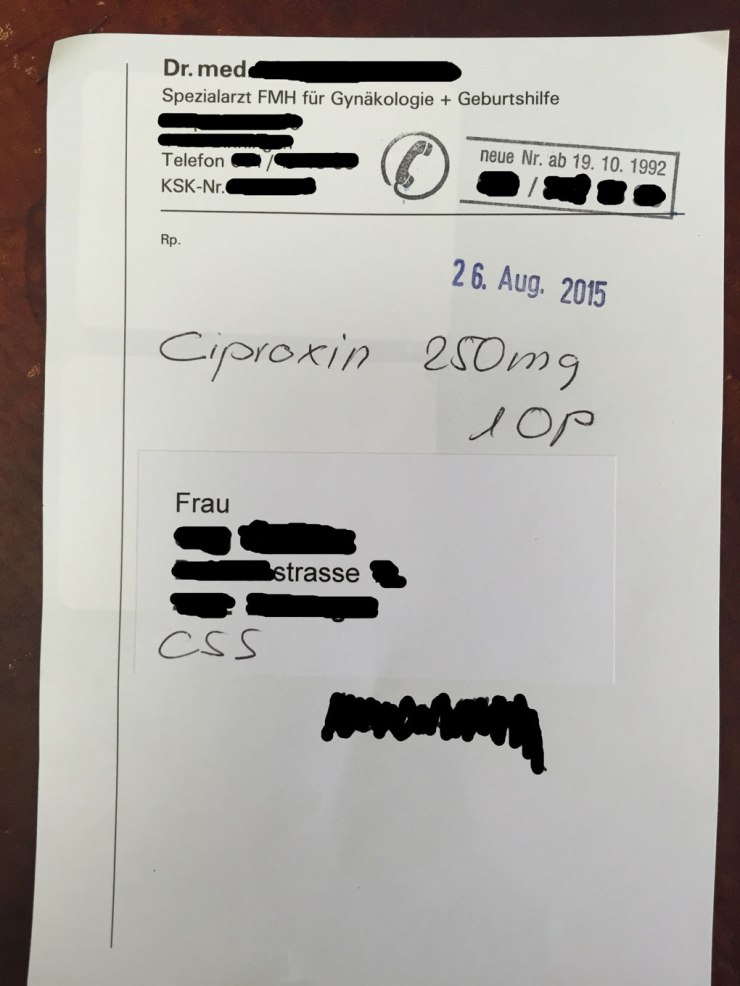 Dr. med
Spezialarzt FMH für Gynäkologie + Geburtshilfe
Telefon /
KSK-Nr.
neue Nr. ab 19. 10. 1992
/
Rp.
26. Aug. 2015
Ciproxin 250mg
1 OP
Frau
strasse
CSS